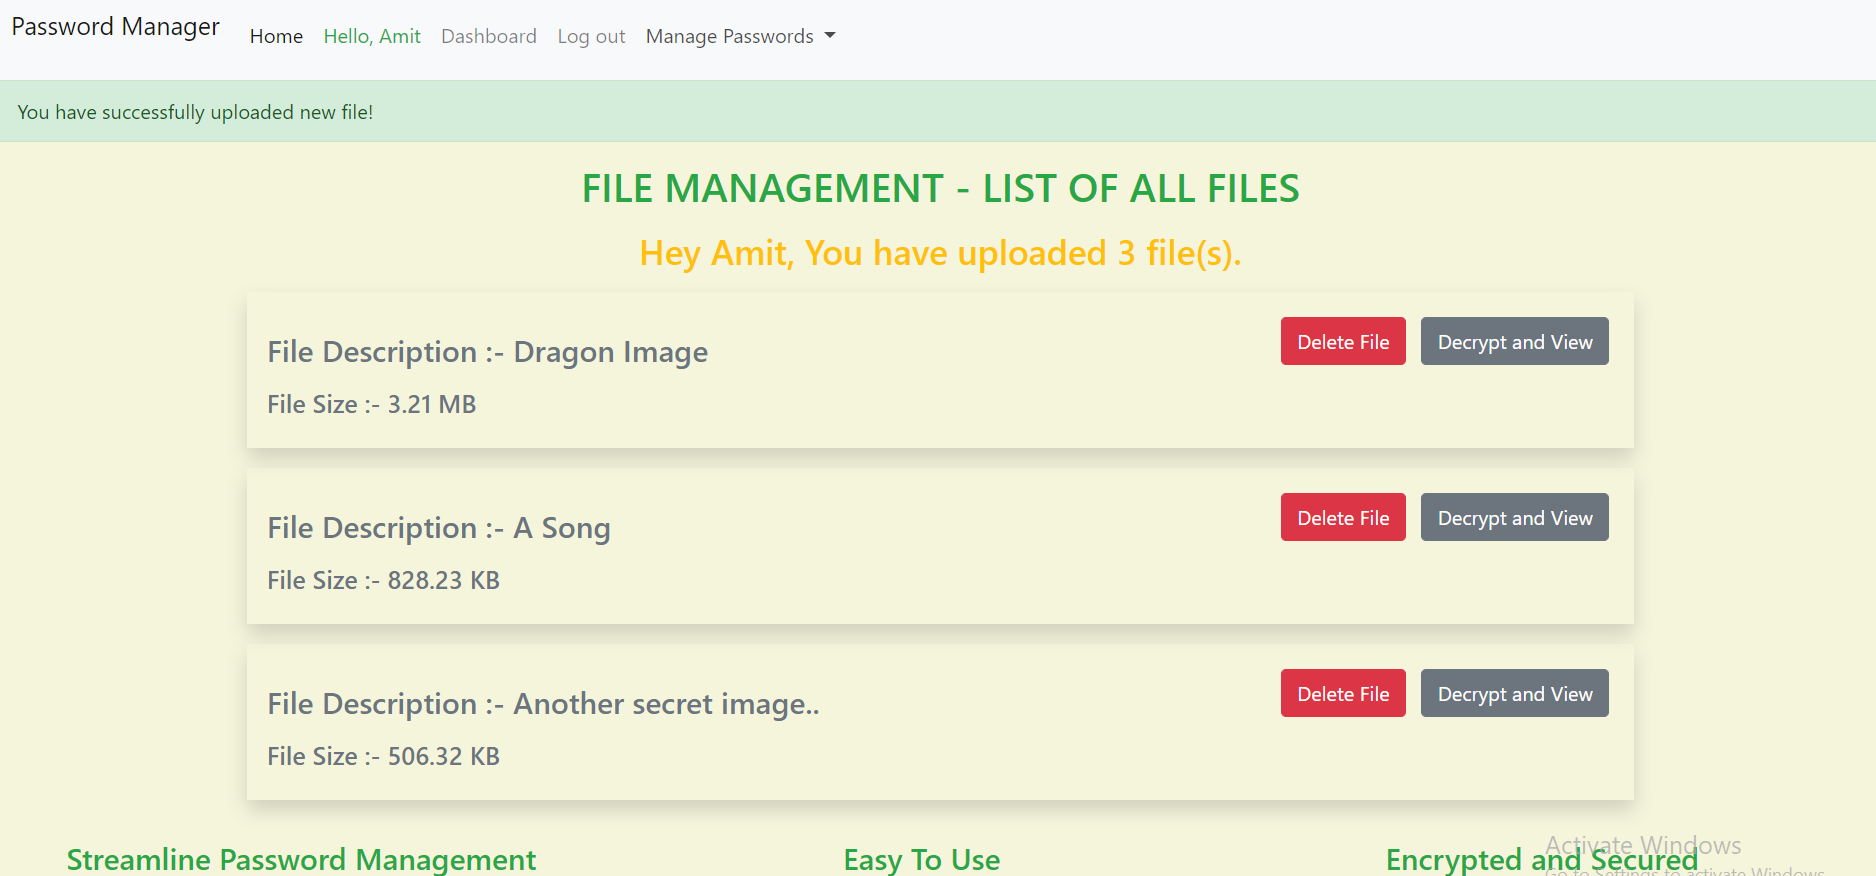 Password Manager Home Hello, Amit Dashboard Log out Manage Passwords
You have successfully uploaded new file!
FILE MANAGEMENT - LIST OF ALL FILES
Hey Amit, You have uploaded 3 file(s).
File Description :- Dragon Image
Delete File Decrypt and View
File Size :- 3.21 MB
File Description :- A Song
Delete File Decrypt and View
File Size :- 828.23 KB
File Description :- Another secret image..
Delete File Decrypt and View
File Size :- 506.32 KB
Streamline Password Management Easy To Use Encrypted and Secured
Activate Windows
Go to Settings to activate Windows.